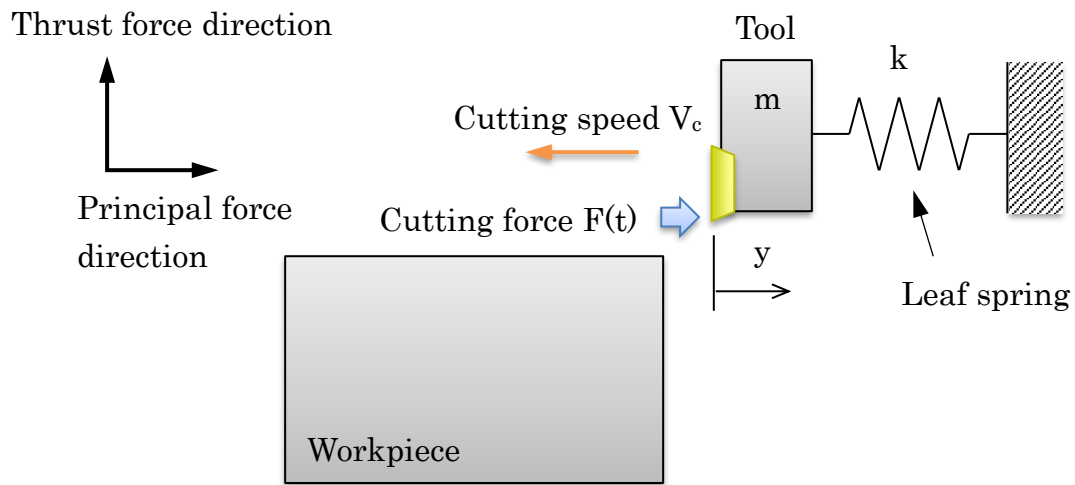 Thrust force direction
Tool
k
m
Cutting speed Vc
Principal force
direction
Cutting force F(t)
y
Leaf spring
Workpiece